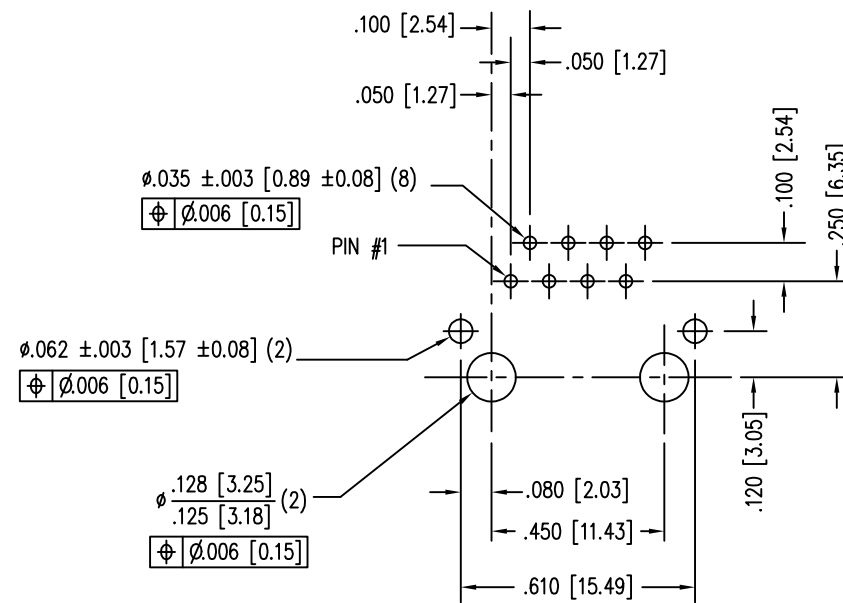 .100 [2.54]
.050 [1.27]
.050 [1.27]
.100 [2.54]
.250 [6.35]
ø.035 ±.003 [0.89 ±0.08] (8)
⌖ Ø.006 [0.15]
PIN #1
ø.062 ±.003 [1.57 ±0.08] (2)
⌖ Ø.006 [0.15]
.120 [3.05]
ø .128 [3.25]
.125 [3.18] (2)
⌖ Ø.006 [0.15]
.080 [2.03]
.450 [11.43]
.610 [15.49]